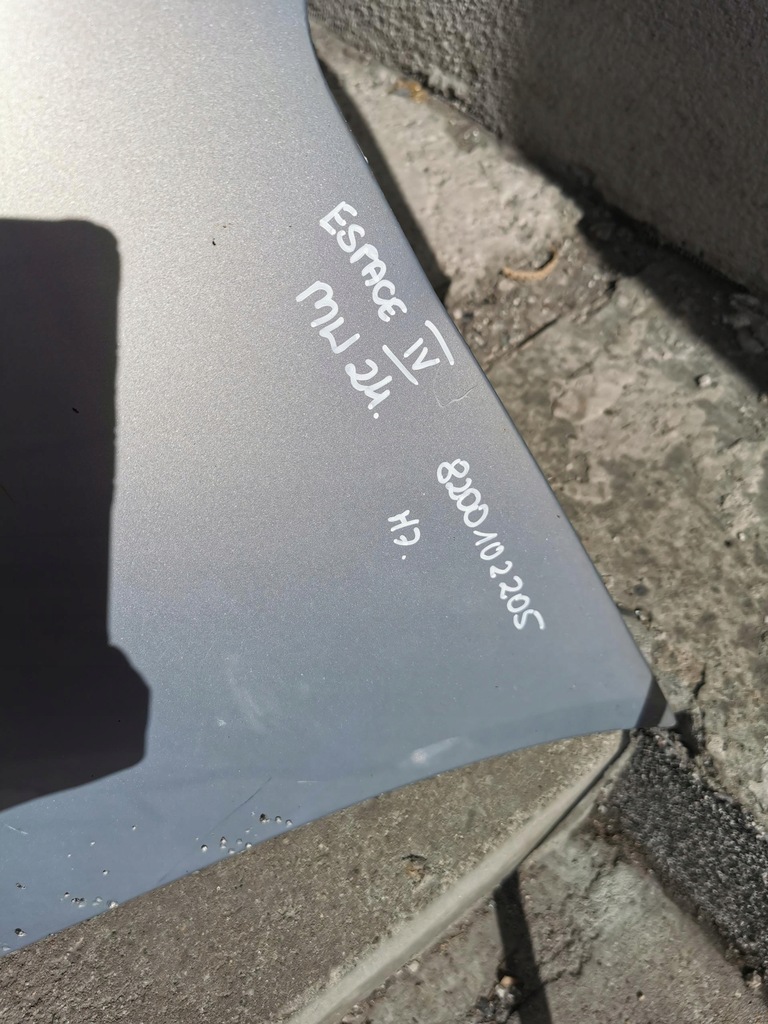 ESPACE IV
MW 24.
8200102205
H7.